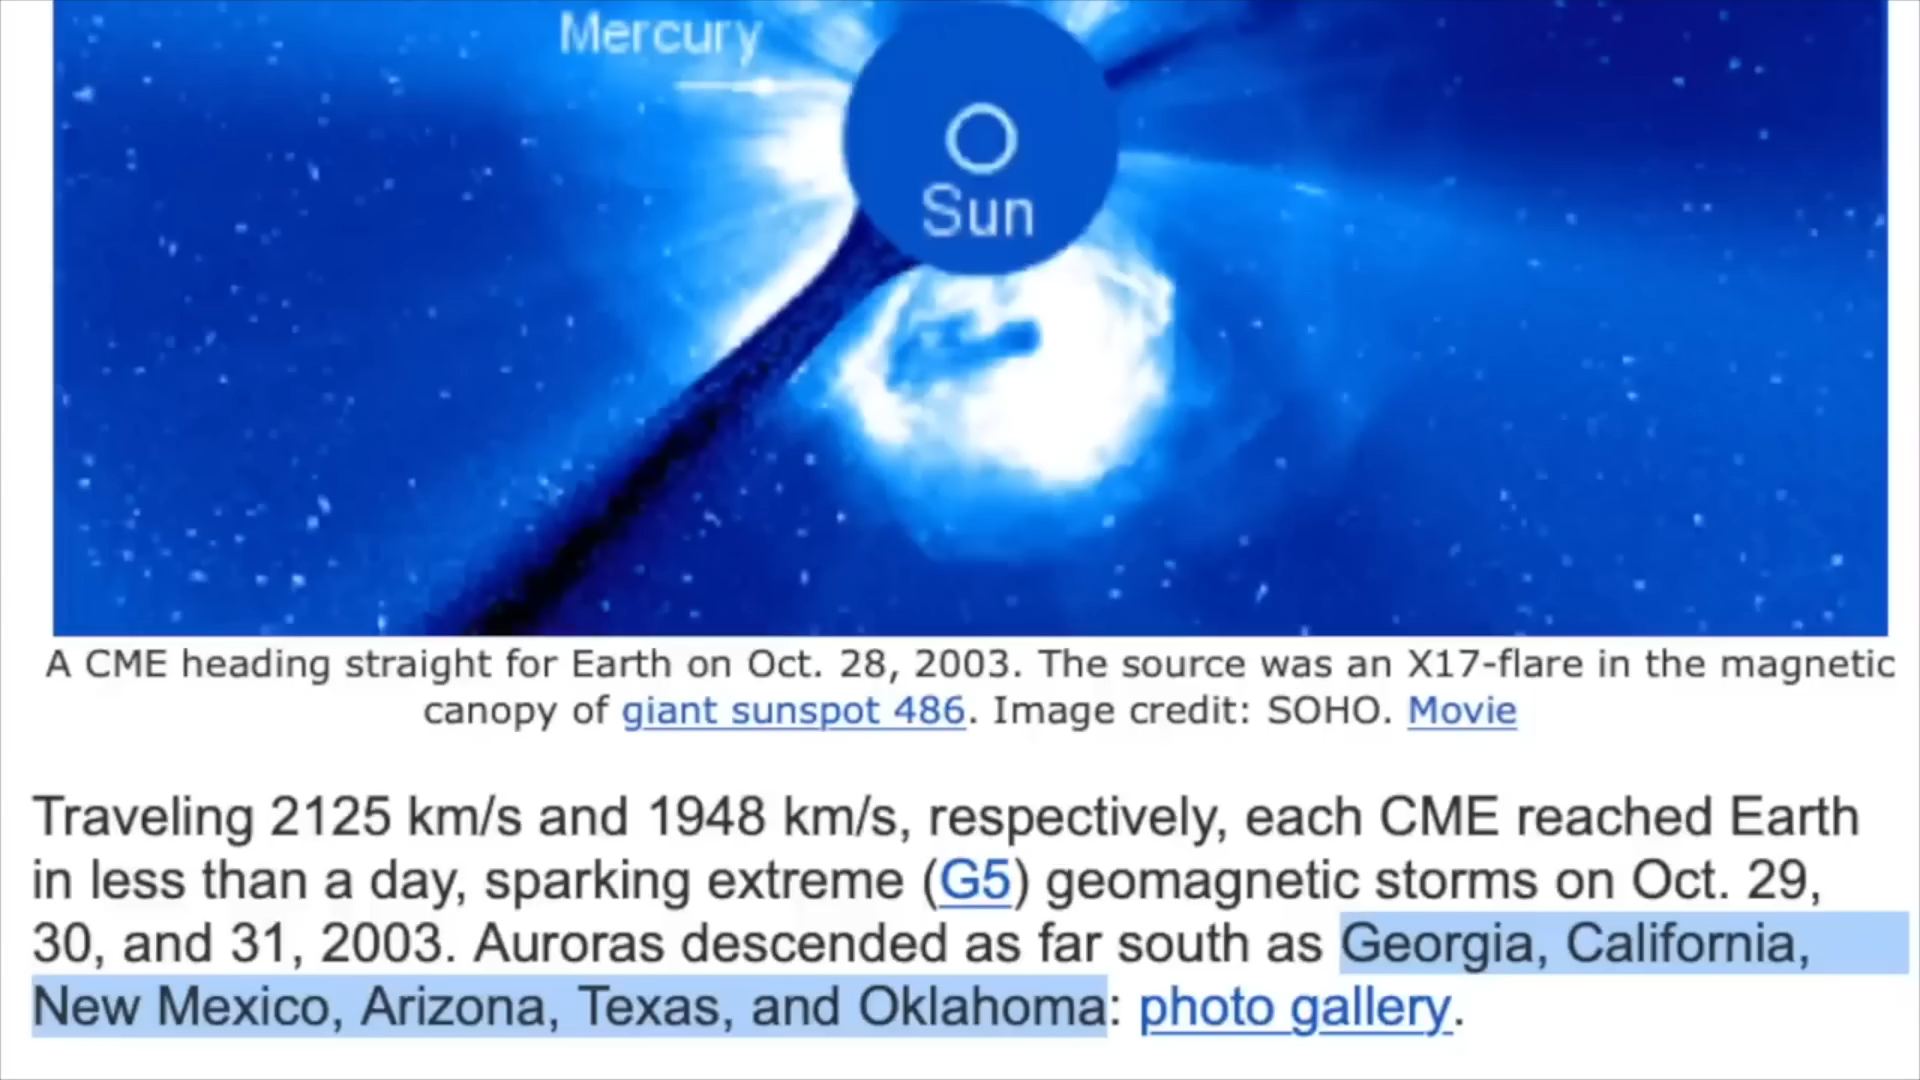 Mercury
Sun
A CME heading straight for Earth on Oct. 28, 2003. The source was an X17-flare in the magnetic
canopy of giant sunspot 486. Image credit: SOHO. Movie
Traveling 2125 km/s and 1948 km/s, respectively, each CME reached Earth
in less than a day, sparking extreme (G5) geomagnetic storms on Oct. 29,
30, and 31, 2003. Auroras descended as far south as Georgia, California,
New Mexico, Arizona, Texas, and Oklahoma: photo gallery.